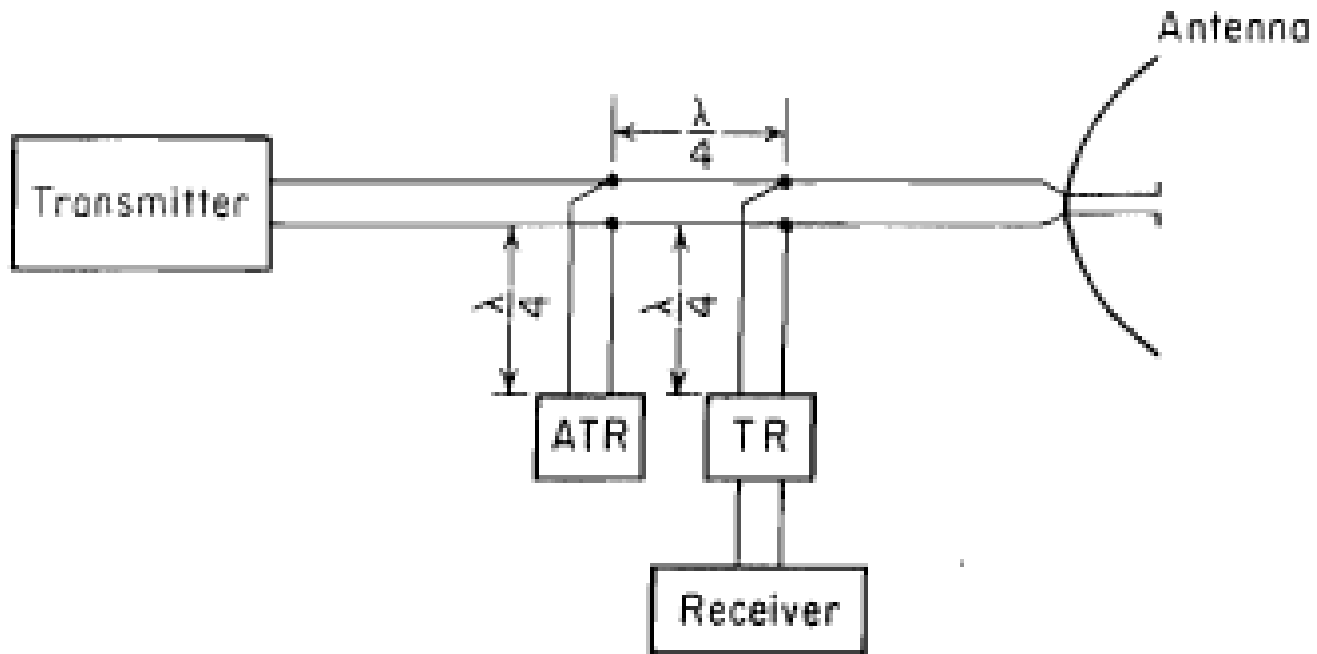 Antenna
λ/4
Transmitter
λ/4
λ/4
ATR
TR
Receiver